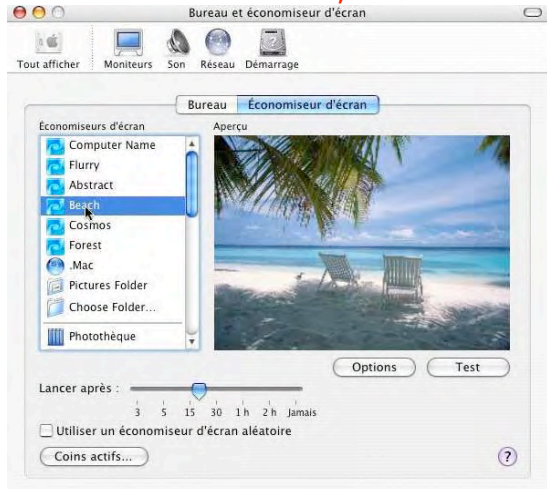 Bureau et économiseur d'écran
Tout afficher Moniteurs Son Réseau Démarrage
Bureau Économiseur d'écran
Économiseurs d'écran Aperçu
Computer Name
Flurry
Abstract
Beach
Cosmos
Forest
.Mac
Pictures Folder
Choose Folder...
Photothèque
Options Test
Lancer après :
3 5 15 30 1 h 2 h Jamais
Utiliser un économiseur d'écran aléatoire
Coins actifs... ?